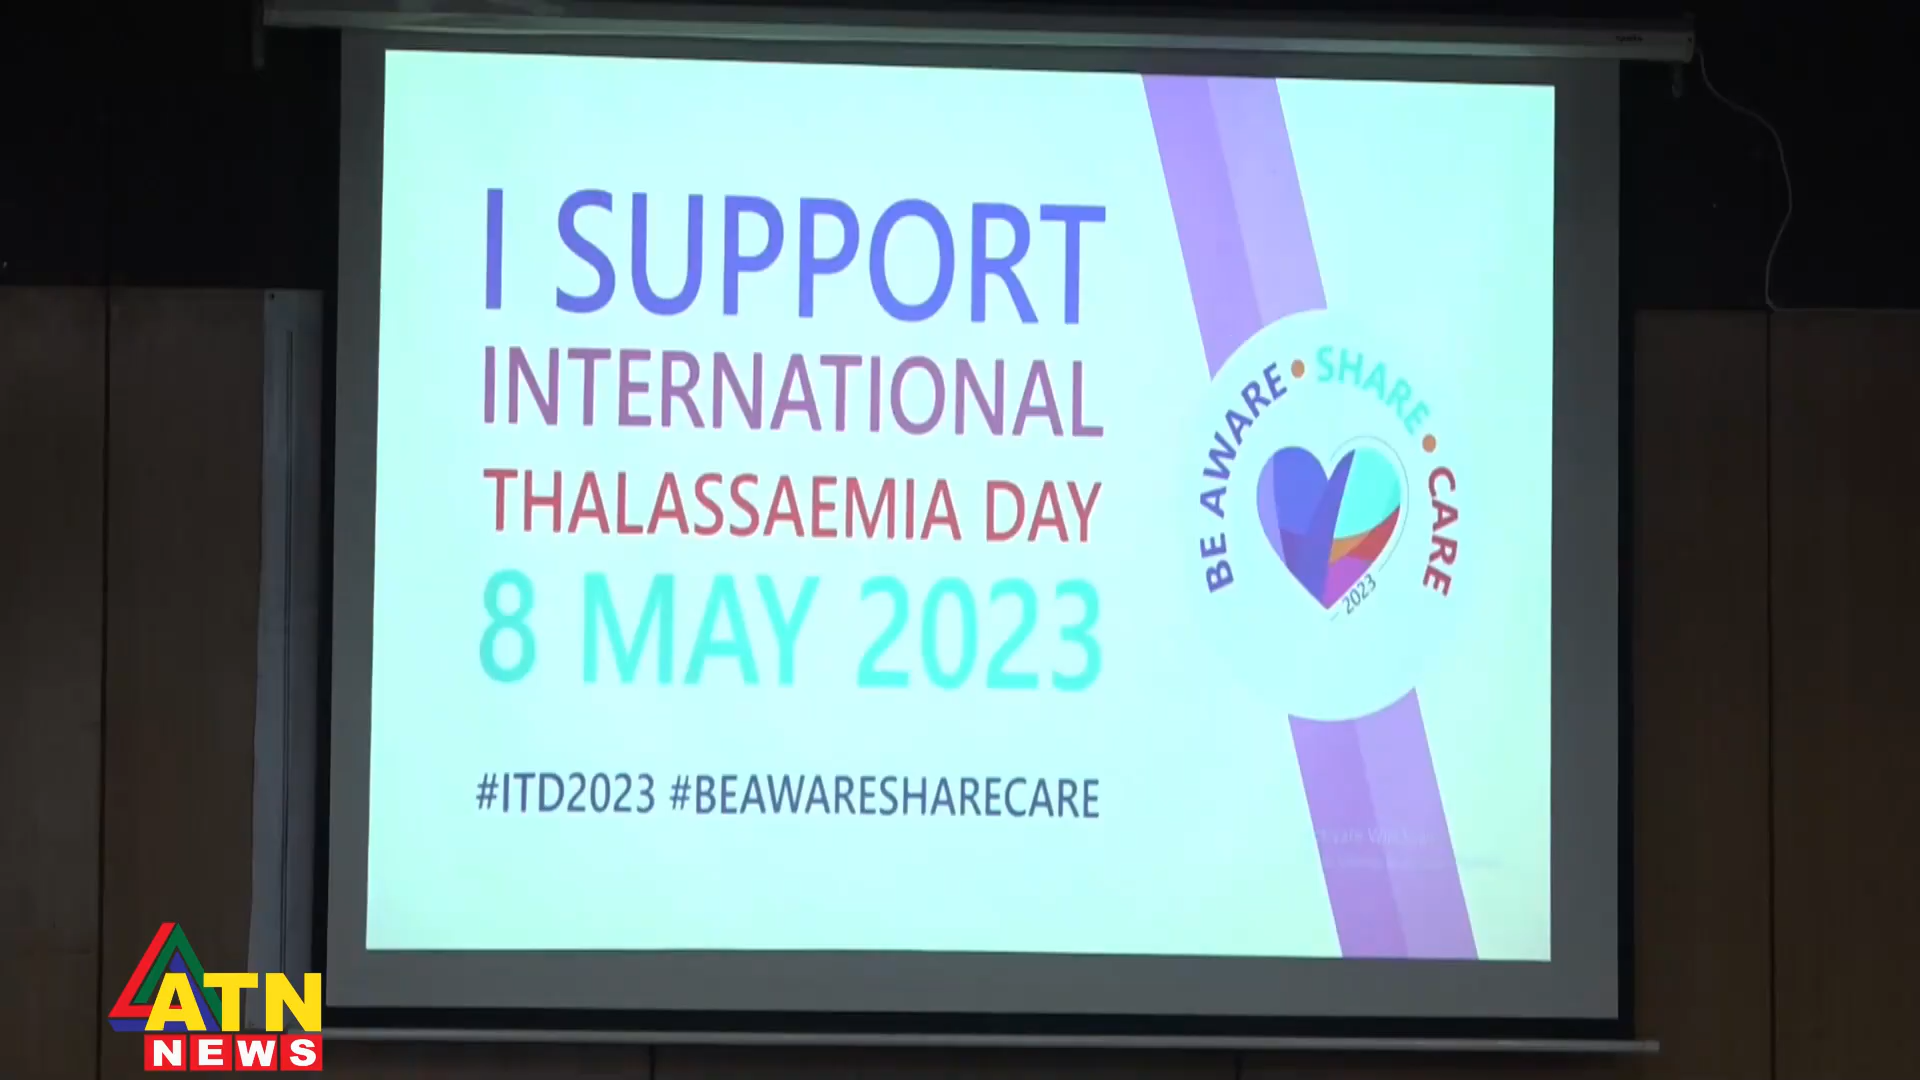 I SUPPORT
INTERNATIONAL
THALASSAEMIA DAY
8 MAY 2023
#ITD2023 #BEAWARESHARECARE
BE AWARE • SHARE • CARE
2023
ATN
NEWS